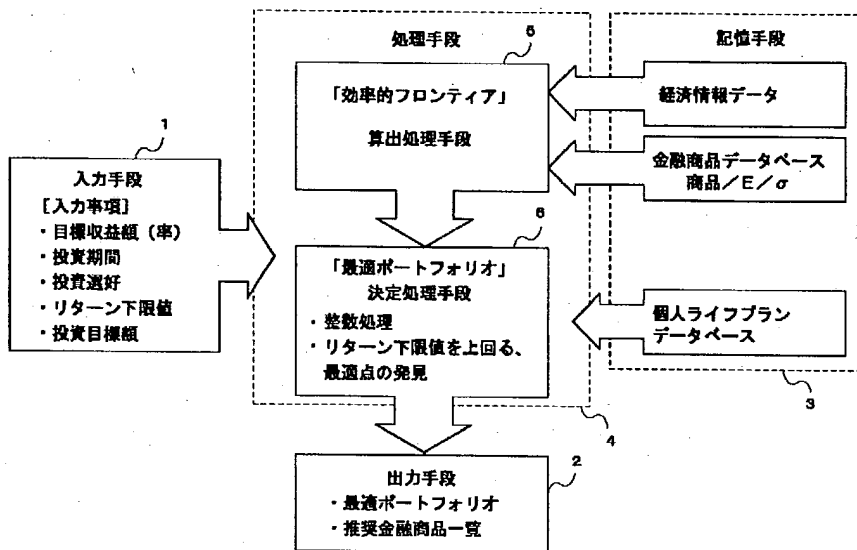 処理手段
5
「効率的フロンティア」
算出処理手段
記憶手段
経済情報データ
金融商品データベース
商品/E/σ
1
入力手段
[入力事項]
・目標収益額(率)
・投資期間
・投資選好
・リターン下限値
・投資目標額
6
「最適ポートフォリオ」
決定処理手段
・整数処理
・リターン下限値を上回る、
最適点の発見
個人ライフプラン
データベース
3
4
2
出力手段
・最適ポートフォリオ
・推奨金融商品一覧